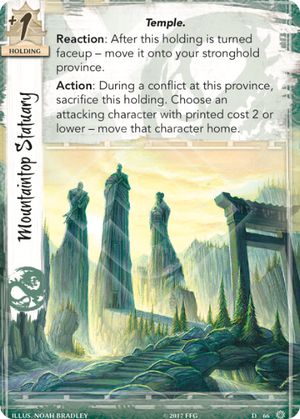 +1
HOLDING
Temple.
Reaction: After this holding is turned
faceup – move it onto your stronghold
province.
Action: During a conflict at this province,
sacrifice this holding. Choose an
attacking character with printed cost 2 or
lower – move that character home.
Mountaintop Statuary
ILLUS. NOAH BRADLEY
© 2017 FFG
D 66